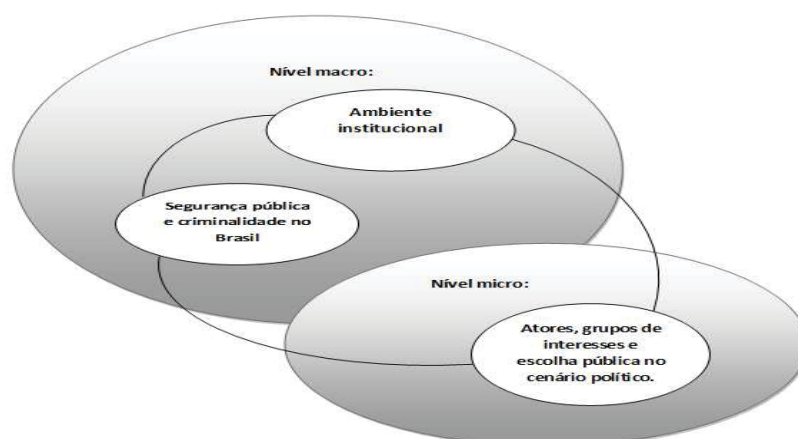 Nível macro:
Ambiente
institucional
Segurança pública
e criminalidade no
Brasil
Nível micro:
Atores, grupos de
interesses e
escolha pública no
cenário político.